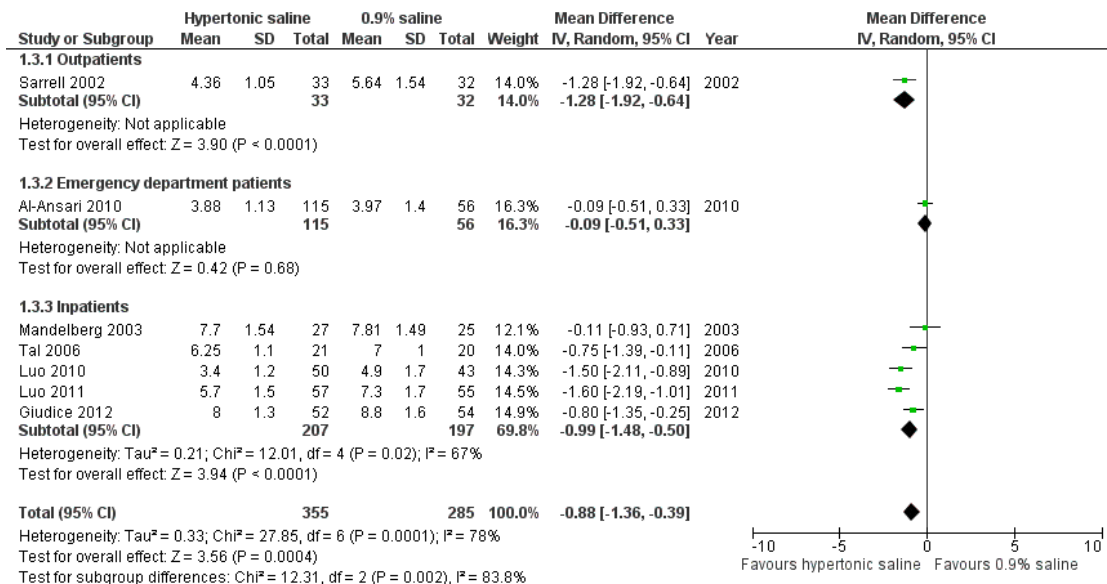 Hypertonic saline 0.9% saline Mean Difference Mean Difference
Study or Subgroup Mean SD Total Mean SD Total Weight IV, Random, 95% CI Year IV, Random, 95% CI
1.3.1 Outpatients
Sarrell 2002 4.36 1.05 33 5.64 1.54 32 14.0% -1.28 [-1.92, -0.64] 2002
Subtotal (95% CI) 33 32 14.0% -1.28 [-1.92, -0.64]
Heterogeneity: Not applicable
Test for overall effect: Z = 3.90 (P < 0.0001)
1.3.2 Emergency department patients
Al-Ansari 2010 3.88 1.13 115 3.97 1.4 56 16.3% -0.09 [-0.51, 0.33] 2010
Subtotal (95% CI) 115 56 16.3% -0.09 [-0.51, 0.33]
Heterogeneity: Not applicable
Test for overall effect: Z = 0.42 (P = 0.68)
1.3.3 Inpatients
Mandelberg 2003 7.7 1.54 27 7.81 1.49 25 12.1% -0.11 [-0.93, 0.71] 2003
Tal 2006 6.25 1.1 21 7 1 20 14.0% -0.75 [-1.39, -0.11] 2006
Luo 2010 3.4 1.2 50 4.9 1.7 43 14.3% -1.50 [-2.11, -0.89] 2010
Luo 2011 5.7 1.5 57 7.3 1.7 55 14.5% -1.60 [-2.19, -1.01] 2011
Giudice 2012 8 1.3 52 8.8 1.6 54 14.9% -0.80 [-1.35, -0.25] 2012
Subtotal (95% CI) 207 197 69.8% -0.99 [-1.48, -0.50]
Heterogeneity: Tau² = 0.21; Chi² = 12.01, df = 4 (P = 0.02); I² = 67%
Test for overall effect: Z = 3.94 (P < 0.0001)
Total (95% CI) 355 285 100.0% -0.88 [-1.36, -0.39]
Heterogeneity: Tau² = 0.33; Chi² = 27.85, df = 6 (P = 0.0001); I² = 78%
Test for overall effect: Z = 3.56 (P = 0.0004)
Test for subgroup differences: Chi² = 12.31, df = 2 (P = 0.002), I² = 83.8%
-10 -5 0 5 10
Favours hypertonic saline Favours 0.9% saline